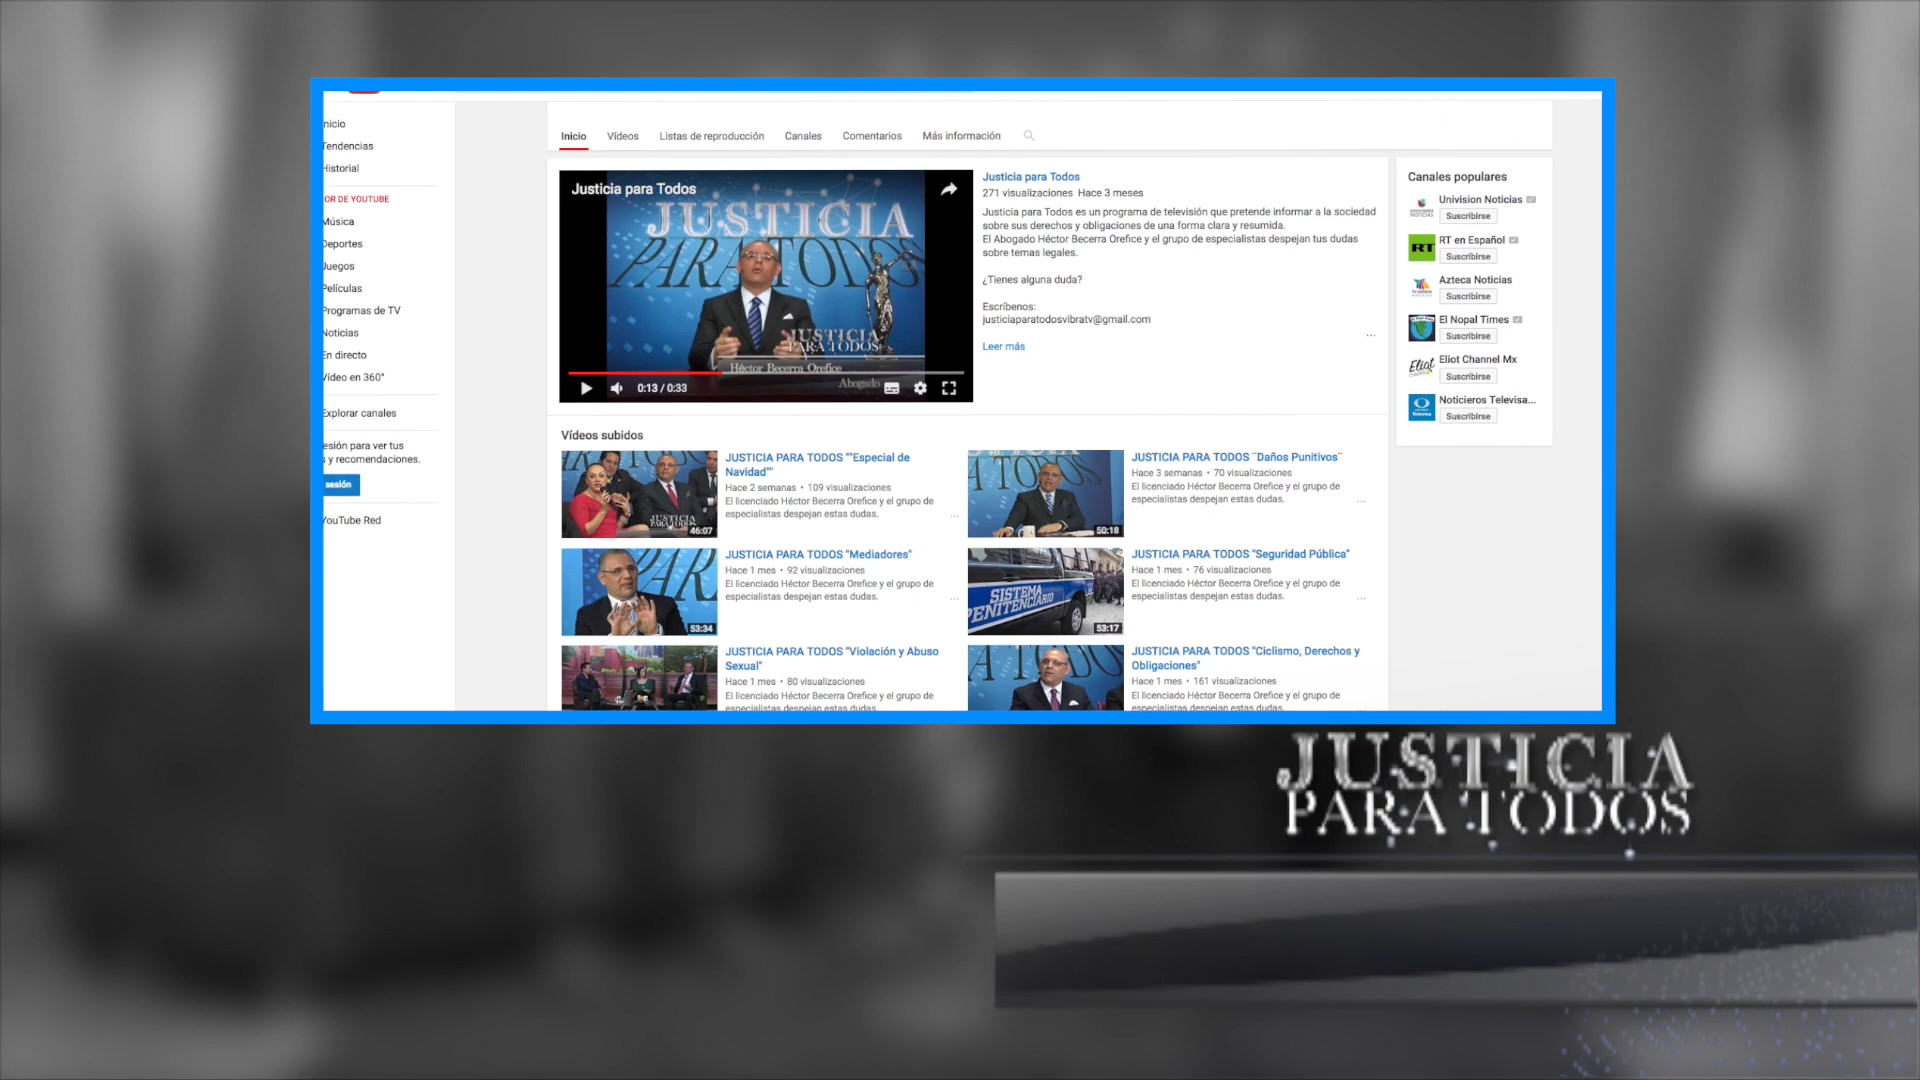 nicio
Tendencias
Historial
OR DE YOUTUBE
Música
Deportes
Juegos
Películas
Programas de TV
Noticias
En directo
Vídeo en 360°
Explorar canales
esión para ver tus
s y recomendaciones.
sesión
YouTube Red
Inicio
Vídeos
Listas de reproducción
Canales
Comentarios
Más información
Justicia para Todos
JUSTICIA
PARA TODOS
JUSTICIA
PARA TODOS
Héctor Becerra Orefice
Abogado
0:13 / 0:33
Justicia para Todos
271 visualizaciones Hace 3 meses
Justicia para Todos es un programa de televisión que pretende informar a la sociedad
sobre sus derechos y obligaciones de una forma clara y resumida.
El Abogado Héctor Becerra Orefice y el grupo de especialistas despejan tus dudas
sobre temas legales.
¿Tienes alguna duda?
Escríbenos:
justiciaparatodosvibratv@gmail.com
...
Leer más
Vídeos subidos
JUSTICIA
PARA TODOS
46:07
JUSTICIA PARA TODOS ""Especial de
Navidad""
Hace 2 semanas • 109 visualizaciones
El licenciado Héctor Becerra Orefice y el grupo de
especialistas despejan estas dudas.
...
50:18
JUSTICIA PARA TODOS ¨Daños Punitivos¨
Hace 3 semanas • 70 visualizaciones
El licenciado Héctor Becerra Orefice y el grupo de
especialistas despejan estas dudas.
...
53:34
JUSTICIA PARA TODOS "Mediadores"
Hace 1 mes • 92 visualizaciones
El licenciado Héctor Becerra Orefice y el grupo de
especialistas despejan estas dudas.
...
SISTEMA
PENITENCIARIO
53:17
JUSTICIA PARA TODOS "Seguridad Pública"
Hace 1 mes • 76 visualizaciones
El licenciado Héctor Becerra Orefice y el grupo de
especialistas despejan estas dudas.
...
JUSTICIA PARA TODOS "Violación y Abuso
Sexual"
Hace 1 mes • 80 visualizaciones
El licenciado Héctor Becerra Orefice y el grupo de
especialistas despejan estas dudas.
JUSTICIA PARA TODOS "Ciclismo, Derechos y
Obligaciones"
Hace 1 mes • 161 visualizaciones
El licenciado Héctor Becerra Orefice y el grupo de
especialistas despejan estas dudas.
Canales populares
Univision Noticias
Suscribirse
RT
RT en Español
Suscribirse
Azteca Noticias
Suscribirse
El Nopal Times
Suscribirse
Eliot
Eliot Channel Mx
Suscribirse
Noticieros Televisa...
Suscribirse
JUSTICIA
PARA TODOS